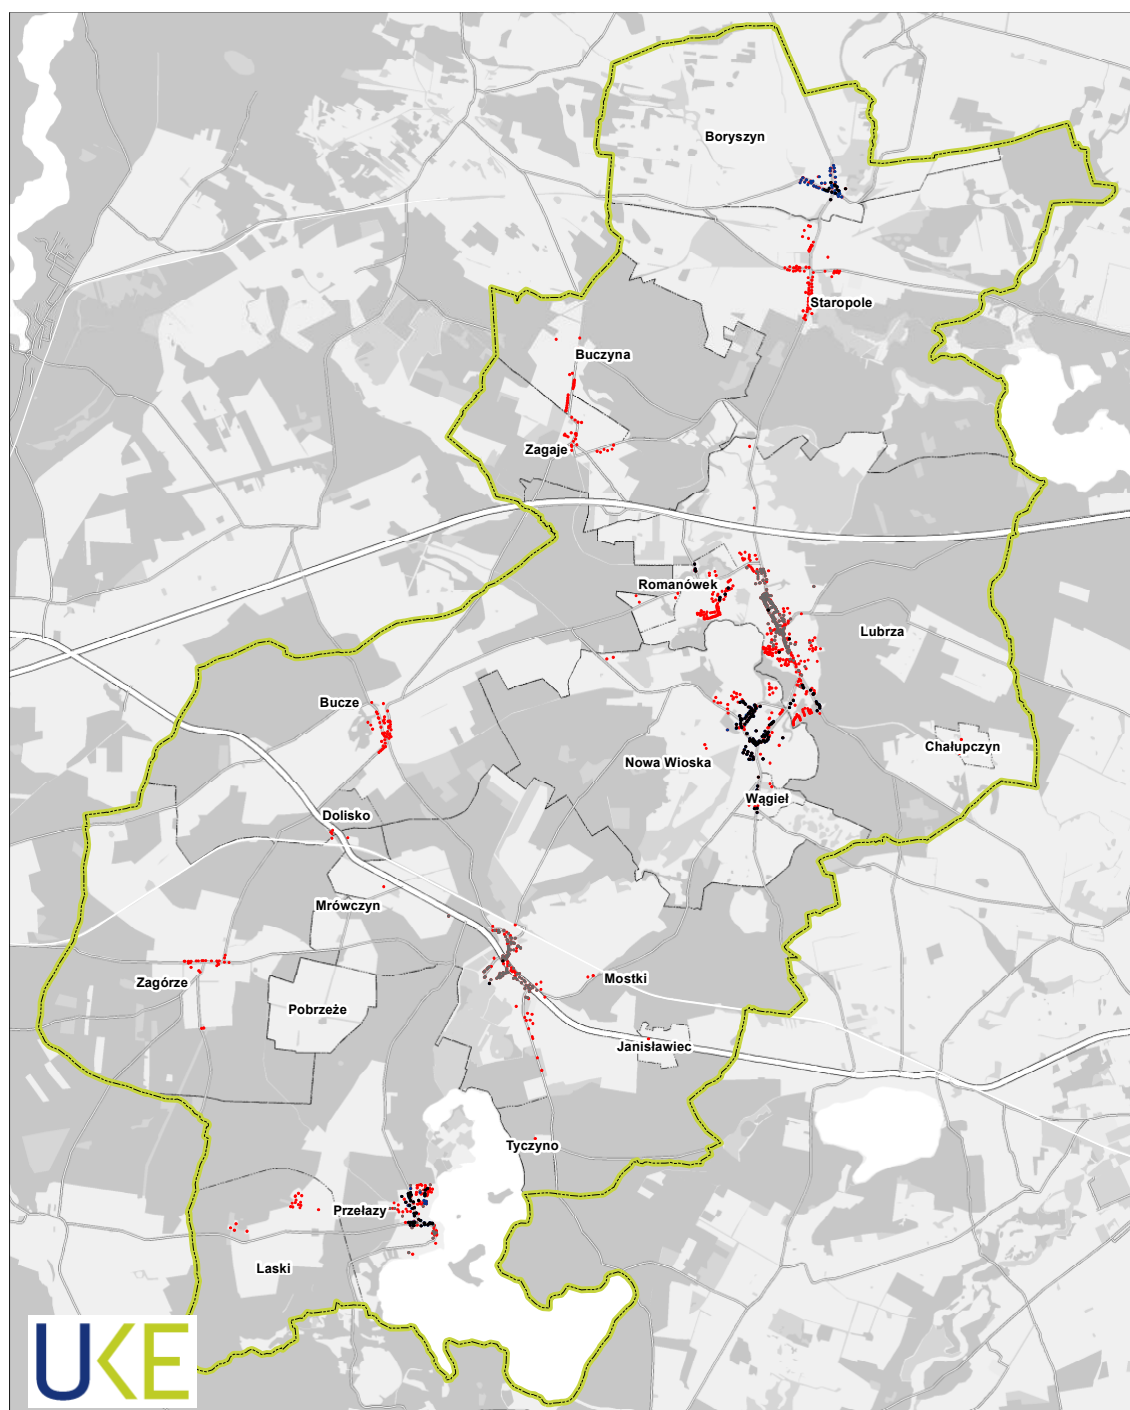 Boryszyn
Staropole
Buczyna
Zagaje
Romanówek
Lubrza
Bucze
Chałupczyn
Nowa Wioska
Wągieł
Dolisko
Mrówczyn
Zagórze
Mostki
Pobrzeże
Janisławiec
Tyczyno
Przełazy
Laski
UKE